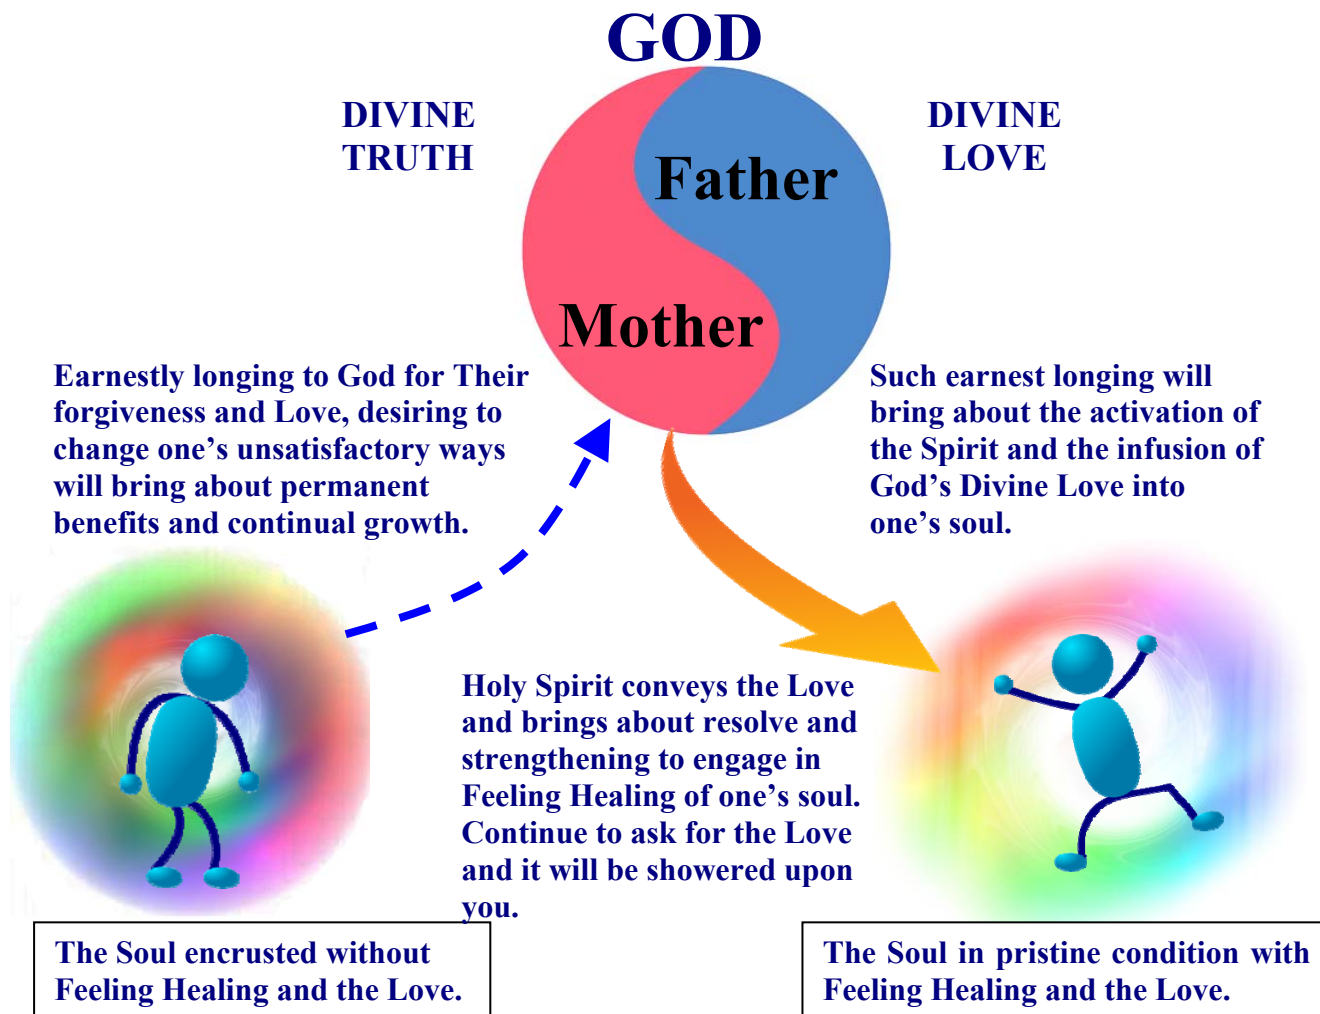 GOD
DIVINE
TRUTH
DIVINE
LOVE
Father
Mother
Earnestly longing to God for Their
forgiveness and Love, desiring to
change one’s unsatisfactory ways
will bring about permanent
benefits and continual growth.
Such earnest longing will
bring about the activation of
the Spirit and the infusion of
God’s Divine Love into
one’s soul.
Holy Spirit conveys the Love
and brings about resolve and
strengthening to engage in
Feeling Healing of one’s soul.
Continue to ask for the Love
and it will be showered upon
you.
The Soul encrusted without
Feeling Healing and the Love.
The Soul in pristine condition with
Feeling Healing and the Love.